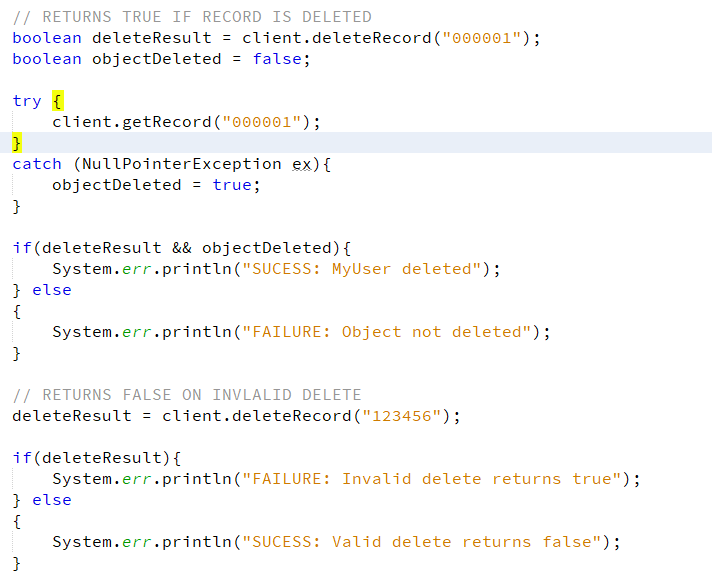 // RETURNS TRUE IF RECORD IS DELETED
boolean deleteResult = client.deleteRecord("000001");
boolean objectDeleted = false;
try {
client.getRecord("000001");
}
catch (NullPointerException ex){
objectDeleted = true;
}
if(deleteResult && objectDeleted){
System.err.println("SUCESS: MyUser deleted");
} else
{
System.err.println("FAILURE: Object not deleted");
}
// RETURNS FALSE ON INVLALID DELETE
deleteResult = client.deleteRecord("123456");
if(deleteResult){
System.err.println("FAILURE: Invalid delete returns true");
} else
{
System.err.println("SUCESS: Valid delete returns false");
}